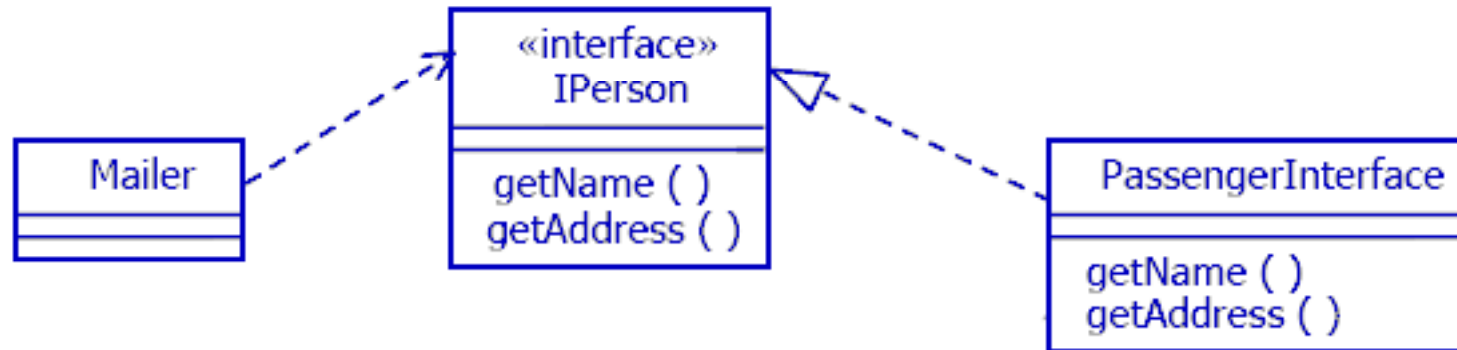 Mailer
«interface»
IPerson
getName ( )
getAddress ( )
PassengerInterface
getName ( )
getAddress ( )